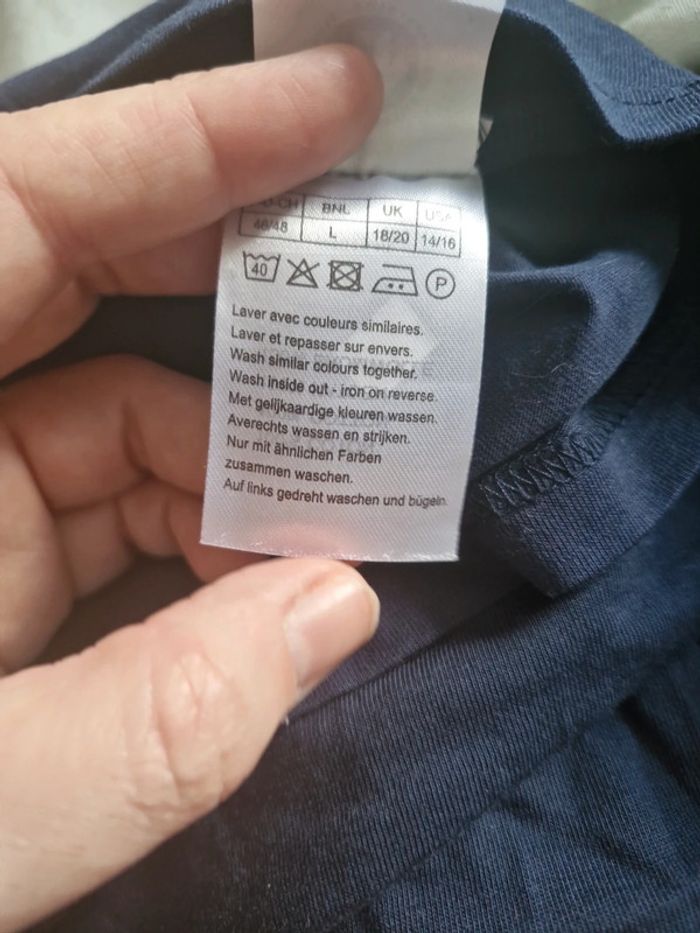 BNL UK USA
46/48 L 18/20 14/16
40 P
Laver avec couleurs similaires.
Laver et repasser sur envers.
Wash similar colours together.
Wash inside out - iron on reverse.
Met gelijkaardige kleuren wassen.
Averechts wassen en strijken.
Nur mit ähnlichen Farben
zusammen waschen.
Auf links gedreht waschen und bügeln.